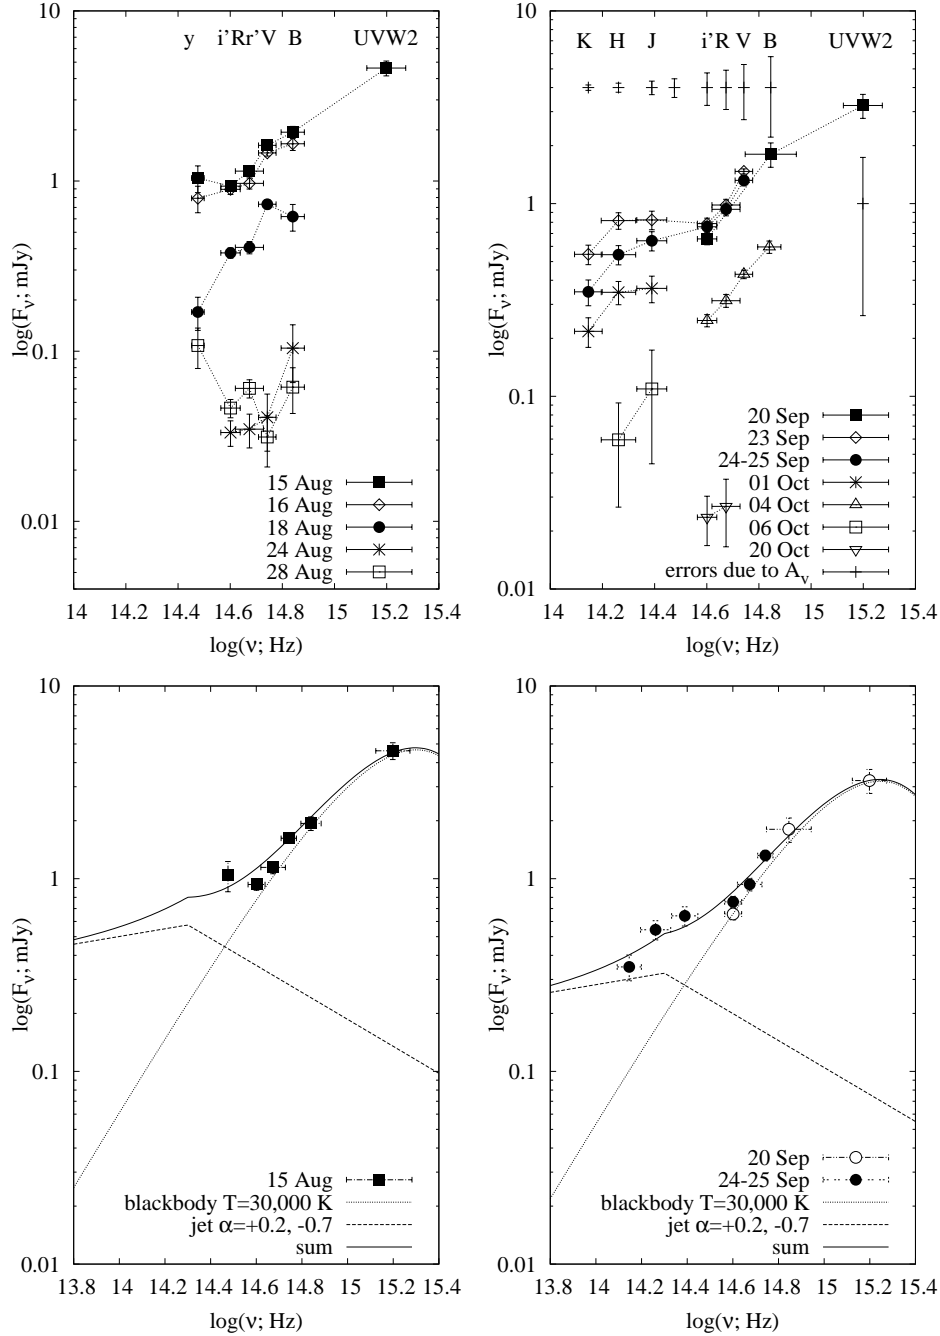 y i’Rr’V B UVW2
10
1
0.1
0.01
log(Fν; mJy)
15 Aug
16 Aug
18 Aug
24 Aug
28 Aug
14 14.2 14.4 14.6 14.8 15 15.2 15.4
log(ν; Hz)
K H J i’R V B UVW2
10
1
0.1
0.01
log(Fν; mJy)
20 Sep
23 Sep
24-25 Sep
01 Oct
04 Oct
06 Oct
20 Oct
errors due to Av
14 14.2 14.4 14.6 14.8 15 15.2 15.4
log(ν; Hz)
10
1
0.1
0.01
log(Fν; mJy)
15 Aug
blackbody T=30,000 K
jet α=+0.2, -0.7
sum
13.8 14 14.2 14.4 14.6 14.8 15 15.2 15.4
log(ν; Hz)
10
1
0.1
0.01
log(Fν; mJy)
20 Sep
24-25 Sep
blackbody T=30,000 K
jet α=+0.2, -0.7
sum
13.8 14 14.2 14.4 14.6 14.8 15 15.2 15.4
log(ν; Hz)